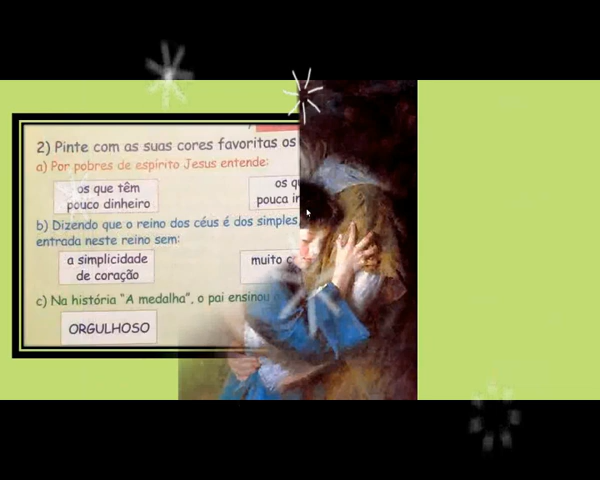 2) Pinte com as suas cores favoritas os
a) Por pobres de espírito Jesus entende:
os que têm
pouco dinheiro
os
pouca
b) Dizendo que o reino dos céus é dos simples,
entrada neste reino sem:
a simplicidade
de coração
muito
c) Na história "A medalha", o pai ensinou
ORGULHOSO